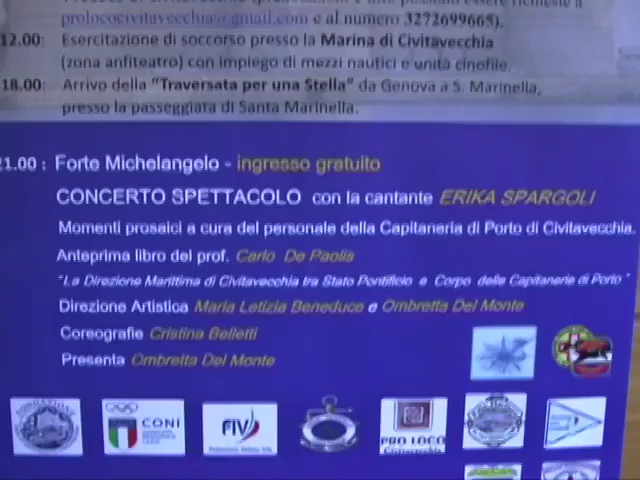 prolococivitavecchia@gmail.com e al numero 3272699665).
12.00: Esercitazione di soccorso presso la Marina di Civitavecchia
(zona anfiteatro) con impiego di mezzi nautici e unità cinofile.
18.00: Arrivo della "Traversata per una Stella" da Genova a S. Marinella,
presso la passeggiata di Santa Marinella.
21.00 : Forte Michelangelo - ingresso gratuito
CONCERTO SPETTACOLO con la cantante ERIKA SPARGOLI
Momenti prosaici a cura del personale della Capitaneria di Porto di Civitavecchia.
Anteprima libro del prof. Carlo De Paolis
"La Direzione Marittima di Civitavecchia tra Stato Pontificio e Corpo delle Capitanerie di Porto "
Direzione Artistica Maria Letizia Beneduce e Ombretta Del Monte
Coreografie Cristina Belletti
Presenta Ombretta Del Monte
CONI
FIV
PRO LOCO
Civitavecchia